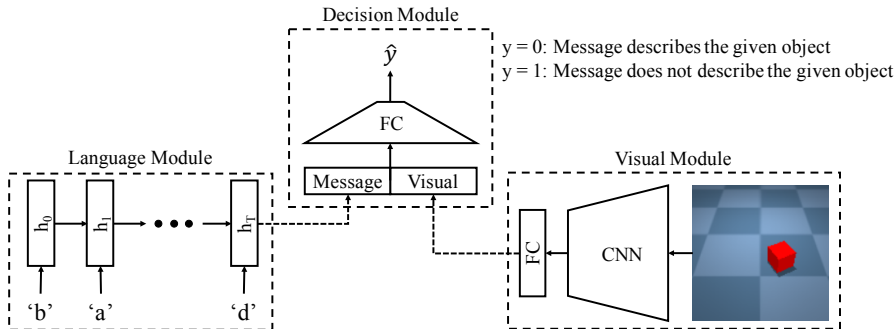 Decision Module
ŷ
y = 0: Message describes the given object
y = 1: Message does not describe the given object
FC
Language Module
Visual Module
Message Visual
h₀ h₁ h_T
FC
CNN
‘b’ ‘a’ ‘d’